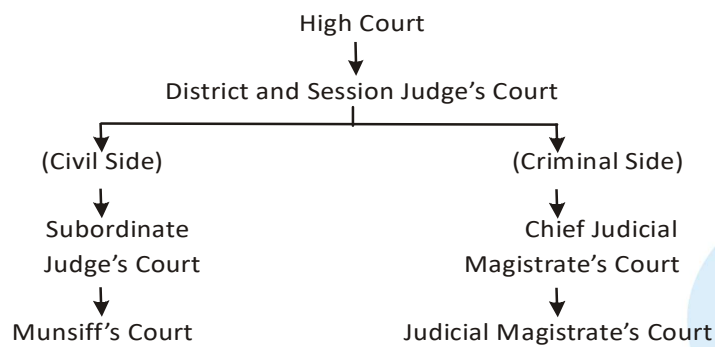 High Court
District and Session Judge's Court
(Civil Side)
(Criminal Side)
Subordinate
Judge's Court
Chief Judicial
Magistrate's Court
Munsiff's Court
Judicial Magistrate's Court